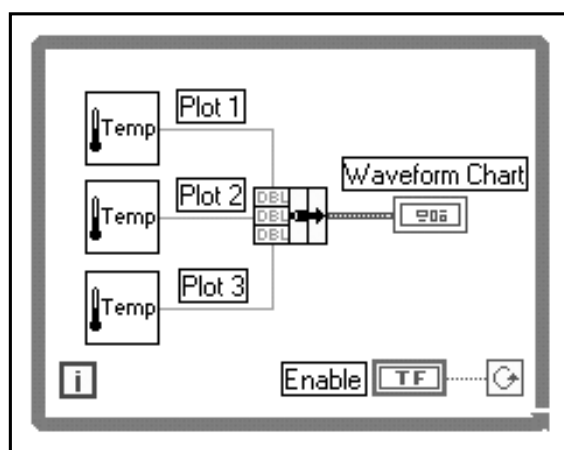 Plot 1
Temp
Waveform Chart
Plot 2
Temp
DBL
DBL
DBL
Plot 3
Temp
i
Enable
TF